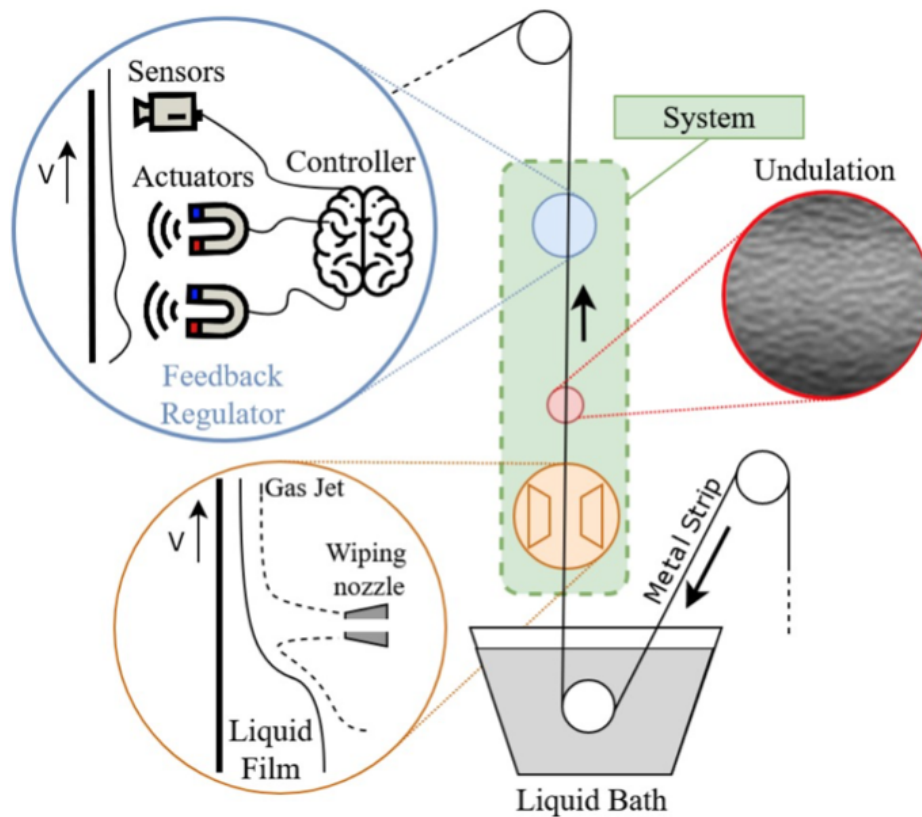 Sensors
V
Actuators
Controller
Feedback
Regulator
System
Undulation
Gas Jet
V
Wiping
nozzle
Liquid
Film
Metal Strip
Liquid Bath